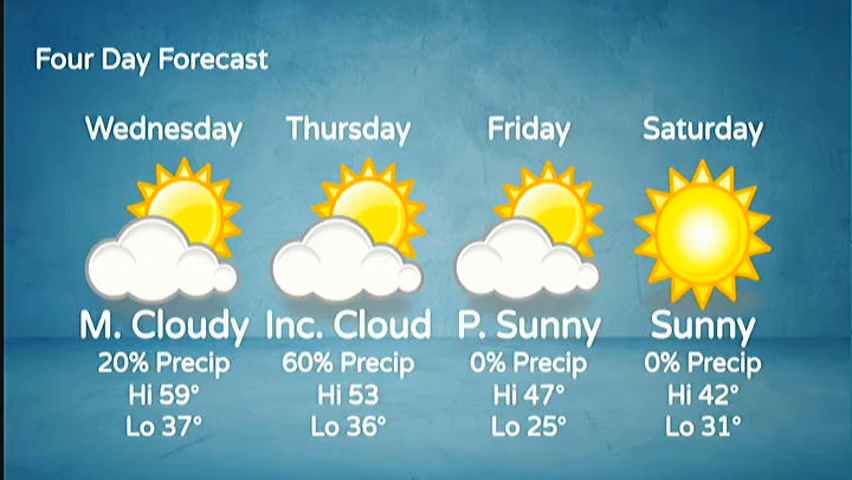 Four Day Forecast
Wednesday Thursday Friday Saturday
M. Cloudy Inc. Cloud P. Sunny Sunny
20% Precip 60% Precip 0% Precip 0% Precip
Hi 59° Hi 53 Hi 47° Hi 42°
Lo 37° Lo 36° Lo 25° Lo 31°